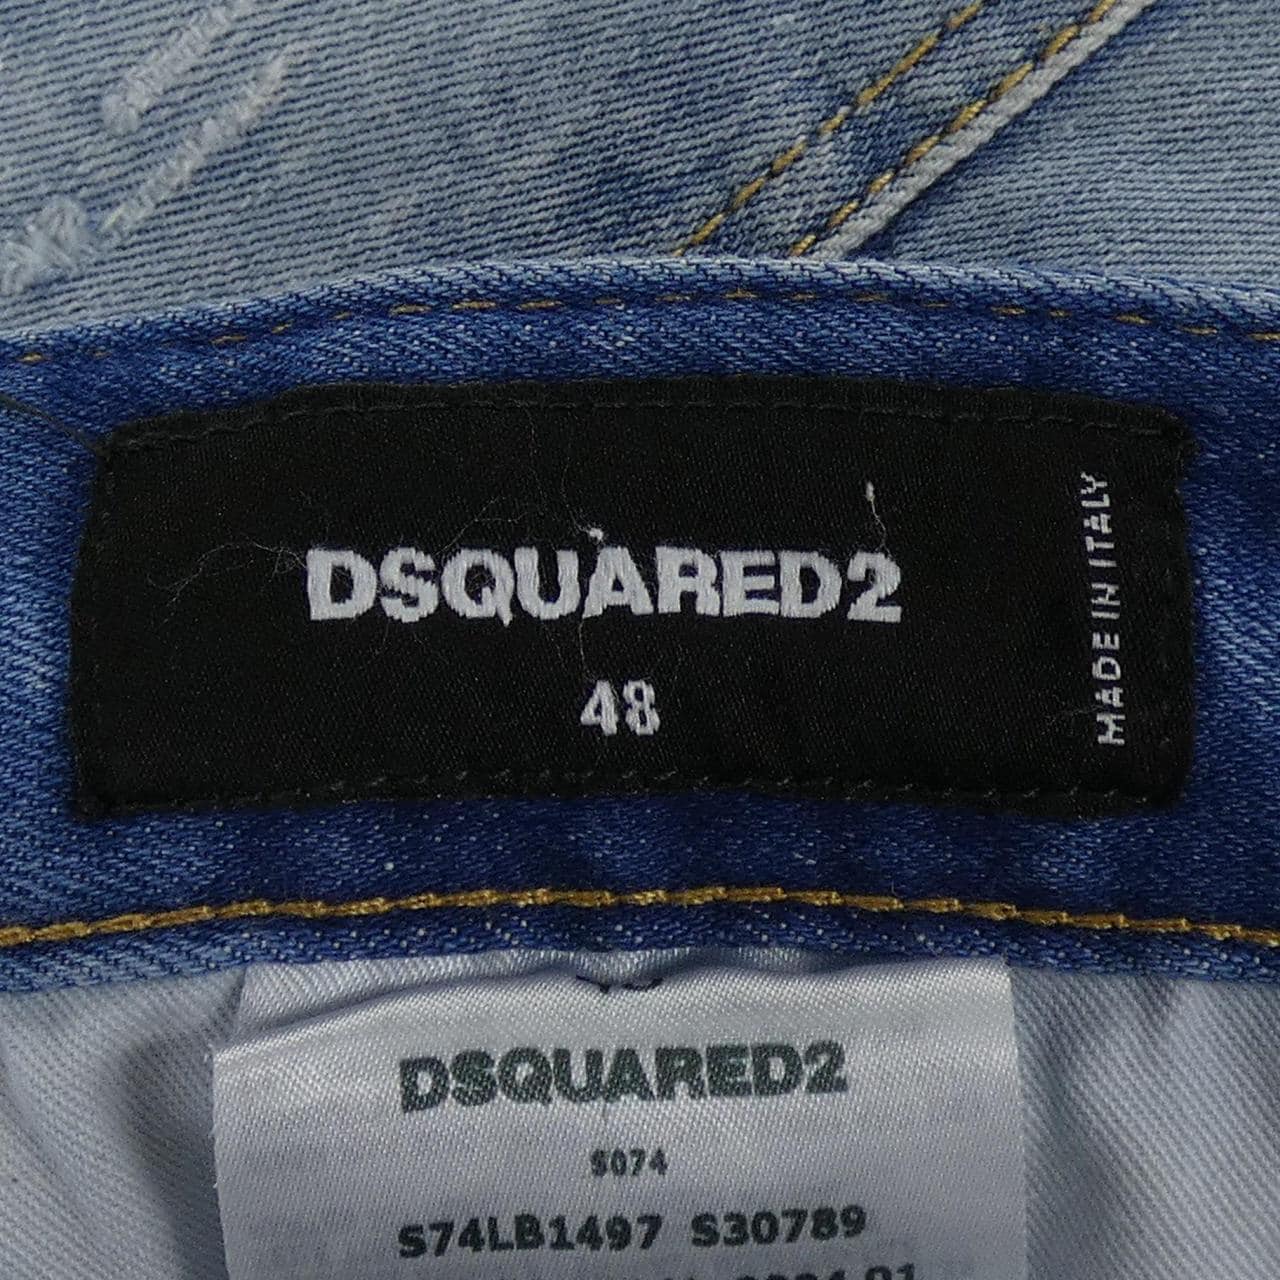 DSQUARED2
48
MADE IN ITALY
DSQUARED2
S074
S74LB1497 S30789